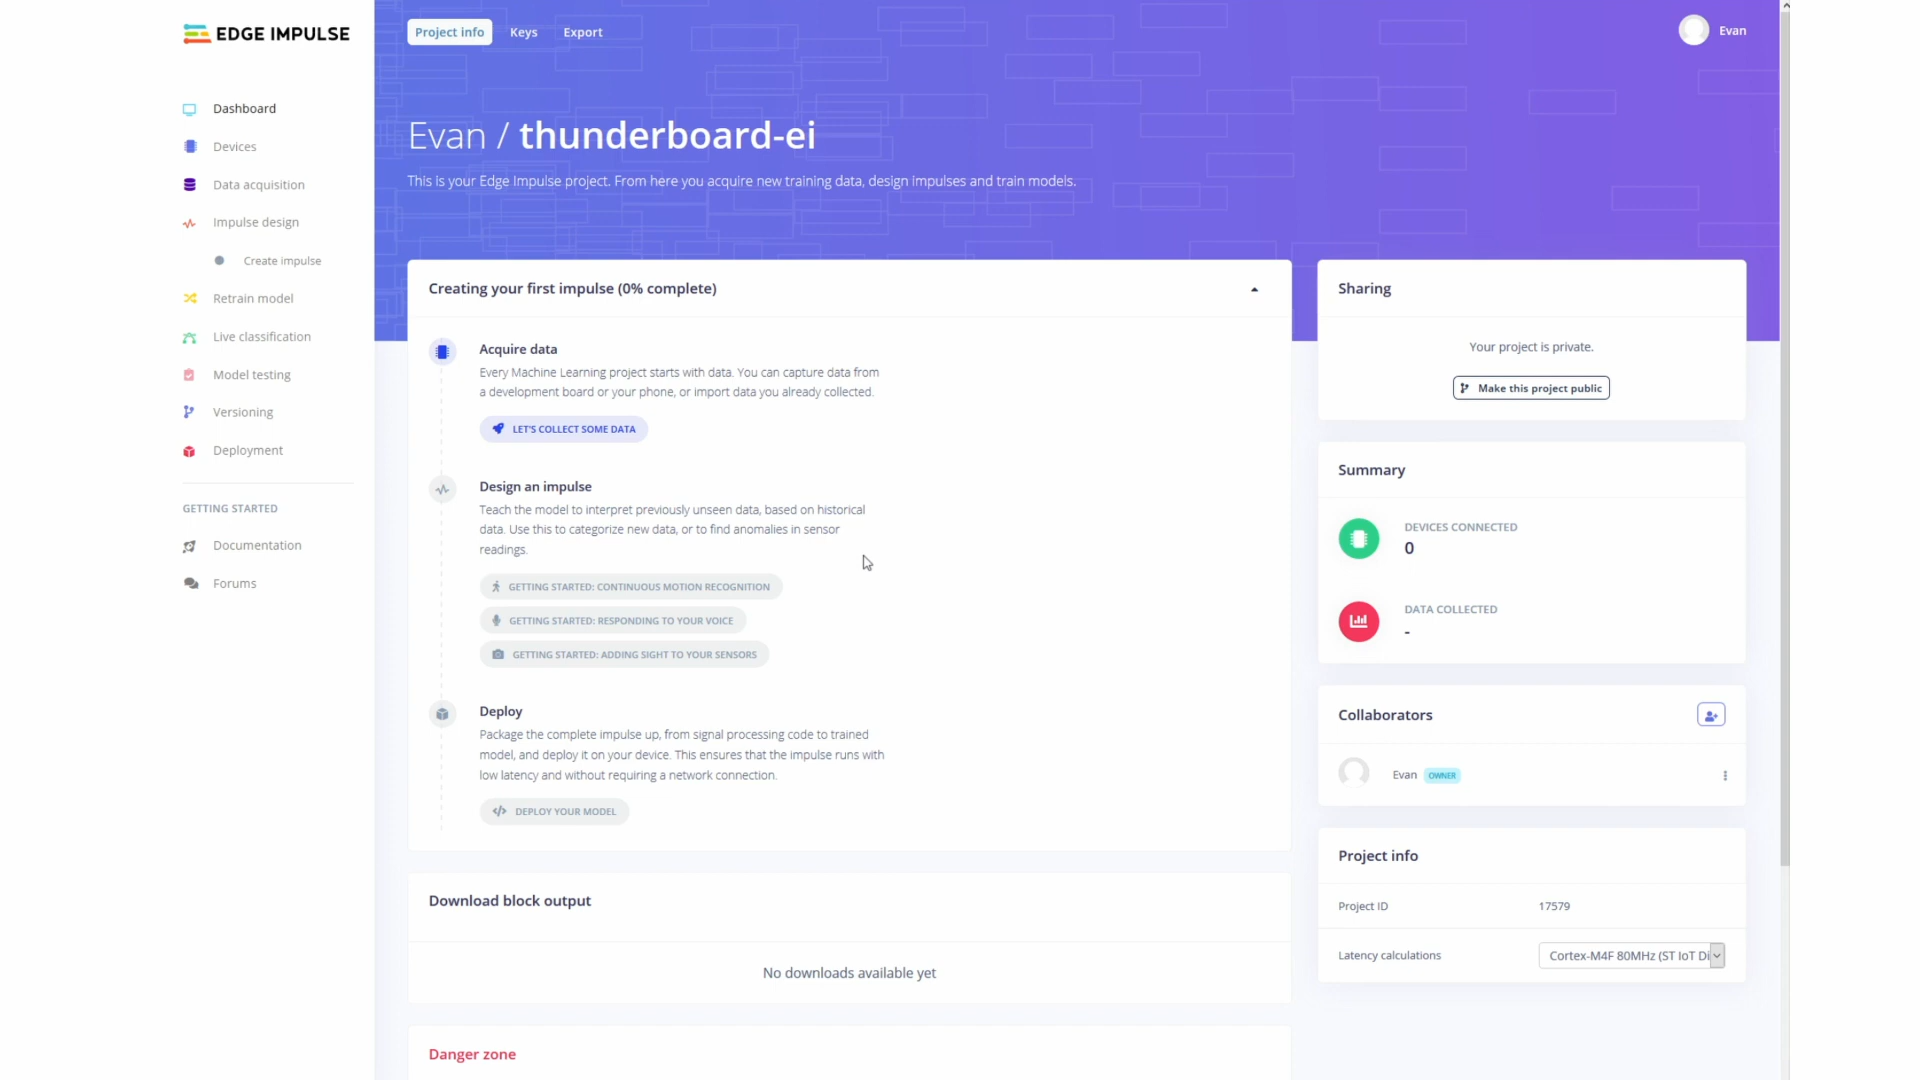 EDGE IMPULSE
Dashboard
Devices
Data acquisition
Impulse design
Create impulse
Retrain model
Live classification
Model testing
Versioning
Deployment
GETTING STARTED
Documentation
Forums
Project info
Keys
Export
Evan
Evan / thunderboard-ei
This is your Edge Impulse project. From here you acquire new training data, design impulses and train models.
Creating your first impulse (0% complete)
Acquire data
Every Machine Learning project starts with data. You can capture data from
a development board or your phone, or import data you already collected.
LET'S COLLECT SOME DATA
Design an impulse
Teach the model to interpret previously unseen data, based on historical
data. Use this to categorize new data, or to find anomalies in sensor
readings.
GETTING STARTED: CONTINUOUS MOTION RECOGNITION
GETTING STARTED: RESPONDING TO YOUR VOICE
GETTING STARTED: ADDING SIGHT TO YOUR SENSORS
Deploy
Package the complete impulse up, from signal processing code to trained
model, and deploy it on your device. This ensures that the impulse runs with
low latency and without requiring a network connection.
</> DEPLOY YOUR MODEL
Download block output
No downloads available yet
Danger zone
Sharing
Your project is private.
Make this project public
Summary
DEVICES CONNECTED
0
DATA COLLECTED
-
Collaborators
Evan OWNER
Project info
Project ID 17579
Latency calculations Cortex-M4F 80MHz (ST IoT Di